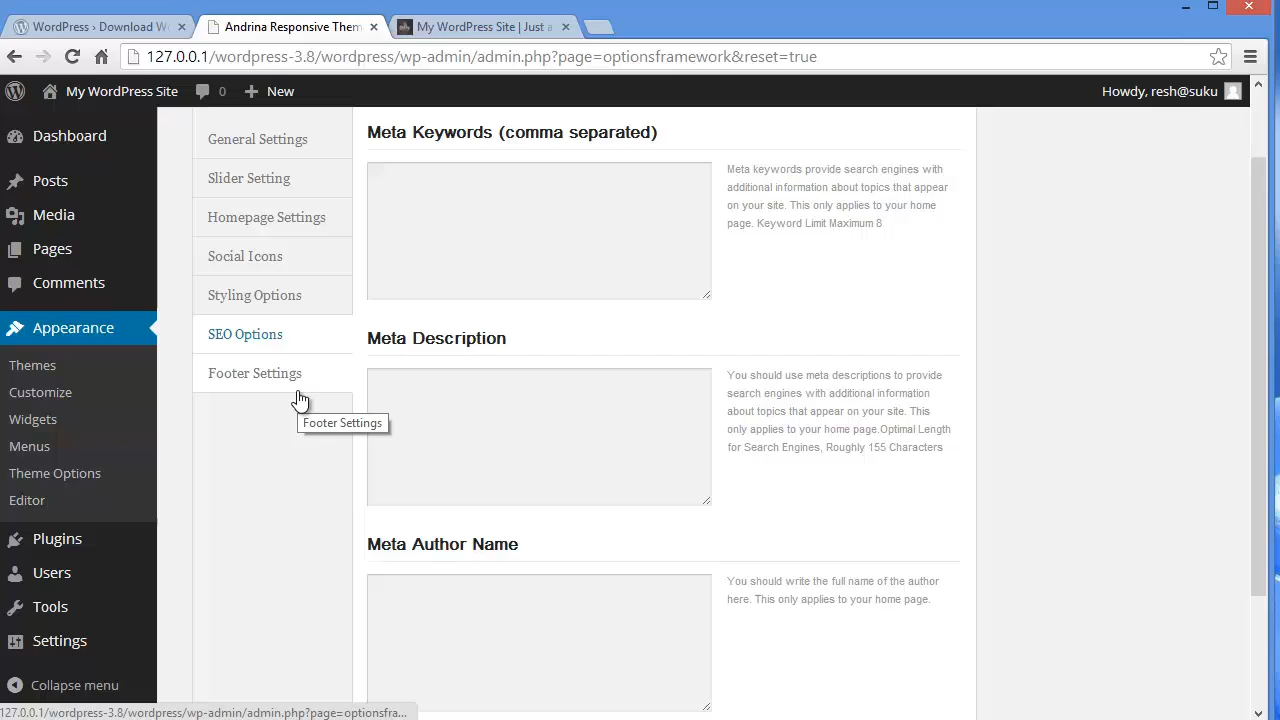 WordPress › Download W
Andrina Responsive Them
My WordPress Site | Just a
127.0.0.1/wordpress-3.8/wordpress/wp-admin/admin.php?page=optionsframework&reset=true
My WordPress Site
0
New
Howdy, resh@suku
Dashboard
Posts
Media
Pages
Comments
Appearance
Themes
Customize
Widgets
Menus
Theme Options
Editor
Plugins
Users
Tools
Settings
Collapse menu
General Settings
Slider Setting
Homepage Settings
Social Icons
Styling Options
SEO Options
Footer Settings
Footer Settings
Meta Keywords (comma separated)
Meta keywords provide search engines with
additional information about topics that appear
on your site. This only applies to your home
page. Keyword Limit Maximum 8
Meta Description
You should use meta descriptions to provide
search engines with additional information
about topics that appear on your site. This
only applies to your home page.Optimal Length
for Search Engines, Roughly 155 Characters
Meta Author Name
You should write the full name of the author
here. This only applies to your home page.
127.0.0.1/wordpress-3.8/wordpress/wp-admin/admin.php?page=optionsfra...